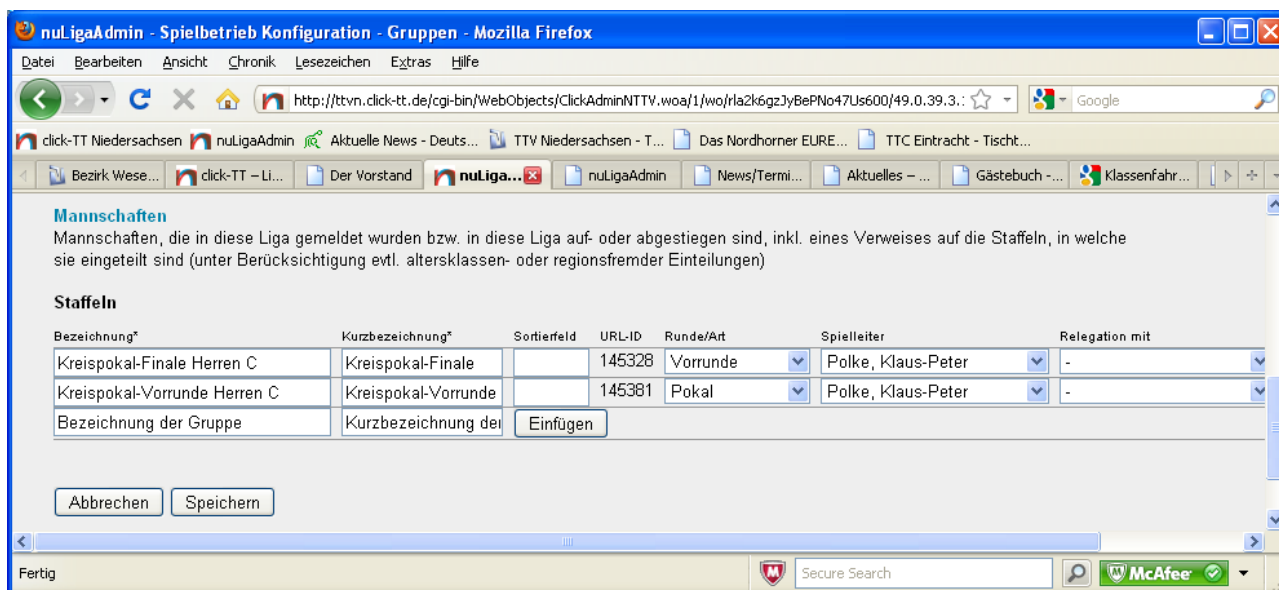 nuLigaAdmin - Spielbetrieb Konfiguration - Gruppen - Mozilla Firefox
Datei Bearbeiten Ansicht Chronik Lesezeichen Extras Hilfe
http://ttvn.click-tt.de/cgi-bin/WebObjects/ClickAdminNTTV.woa/1/wo/rla2k6gzJyBePNo47Us600/49.0.39.3.: Google
click-TT Niedersachsen nuLigaAdmin Aktuelle News - Deuts... TTV Niedersachsen - T... Das Nordhorner EURE... TTC Eintracht - Tischt...
Bezirk Wese... click-TT – Li... Der Vorstand nuLiga... nuLigaAdmin News/Termi... Aktuelles – ... Gästebuch -... Klassenfahr...
Mannschaften
Mannschaften, die in diese Liga gemeldet wurden bzw. in diese Liga auf- oder abgestiegen sind, inkl. eines Verweises auf die Staffeln, in welche
sie eingeteilt sind (unter Berücksichtigung evtl. altersklassen- oder regionsfremder Einteilungen)
Staffeln
Bezeichnung* Kurzbezeichnung* Sortierfeld URL-ID Runde/Art Spielleiter Relegation mit
Kreispokal-Finale Herren C Kreispokal-Finale 145328 Vorrunde Polke, Klaus-Peter -
Kreispokal-Vorrunde Herren C Kreispokal-Vorrunde 145381 Pokal Polke, Klaus-Peter -
Bezeichnung der Gruppe Kurzbezeichnung der Einfügen
Abbrechen Speichern
Fertig Secure Search McAfee